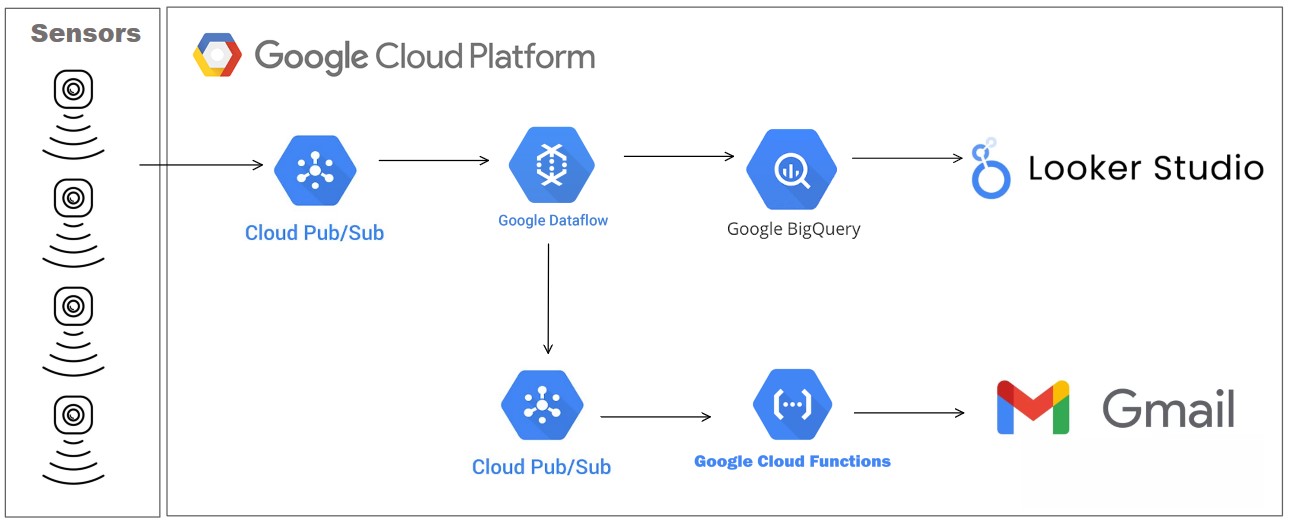 Sensors
Google Cloud Platform
Cloud Pub/Sub
Google Dataflow
Google BigQuery
Looker Studio
Cloud Pub/Sub
Google Cloud Functions
Gmail